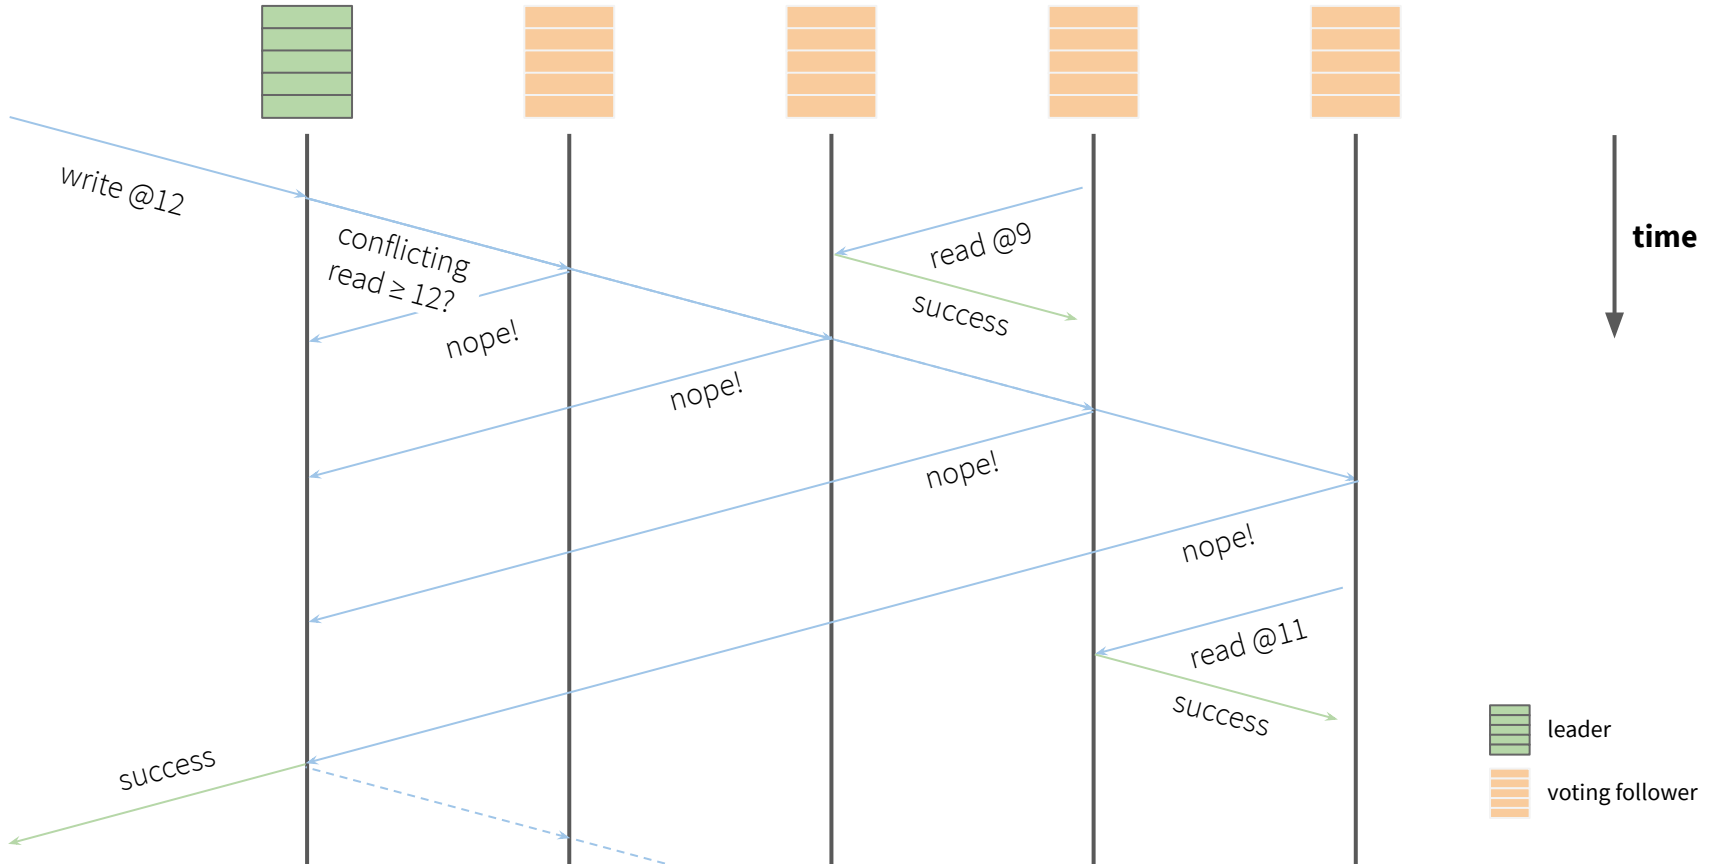 write @12
conflicting
read ≥ 12?
nope!
read @9
success
time
nope!
nope!
nope!
read @11
success
success
leader
voting follower